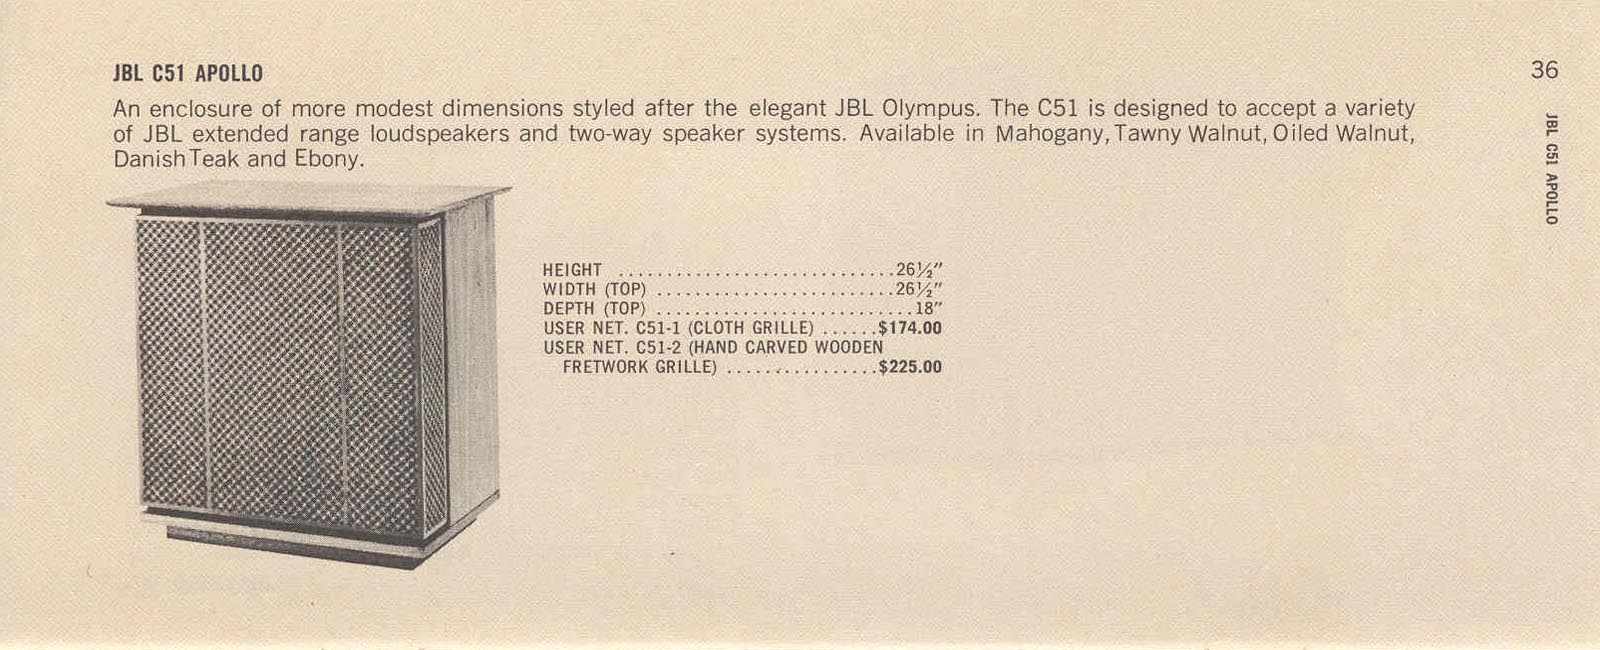 JBL C51 APOLLO
36
An enclosure of more modest dimensions styled after the elegant JBL Olympus. The C51 is designed to accept a variety
of JBL extended range loudspeakers and two-way speaker systems. Available in Mahogany, Tawny Walnut, Oiled Walnut,
Danish Teak and Ebony.
JBL C51 APOLLO
HEIGHT .............................26½"
WIDTH (TOP) .........................26½"
DEPTH (TOP) ...........................18"
USER NET. C51-1 (CLOTH GRILLE) ......$174.00
USER NET. C51-2 (HAND CARVED WOODEN
FRETWORK GRILLE) ................$225.00